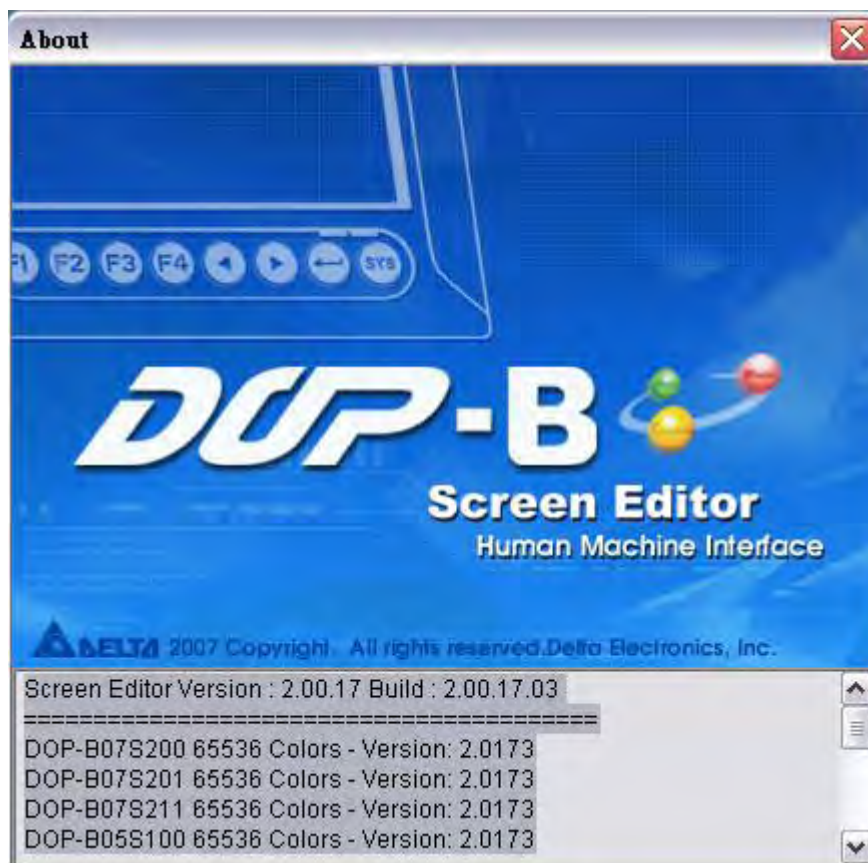 About
F1 F2 F3 F4 SYS
DOP-B
Screen Editor
Human Machine Interface
DELTA 2007 Copyright. All rights reserved.Delta Electronics, Inc.
Screen Editor Version : 2.00.17 Build : 2.00.17.03
=========================================
DOP-B07S200 65536 Colors - Version: 2.0173
DOP-B07S201 65536 Colors - Version: 2.0173
DOP-B07S211 65536 Colors - Version: 2.0173
DOP-B05S100 65536 Colors - Version: 2.0173